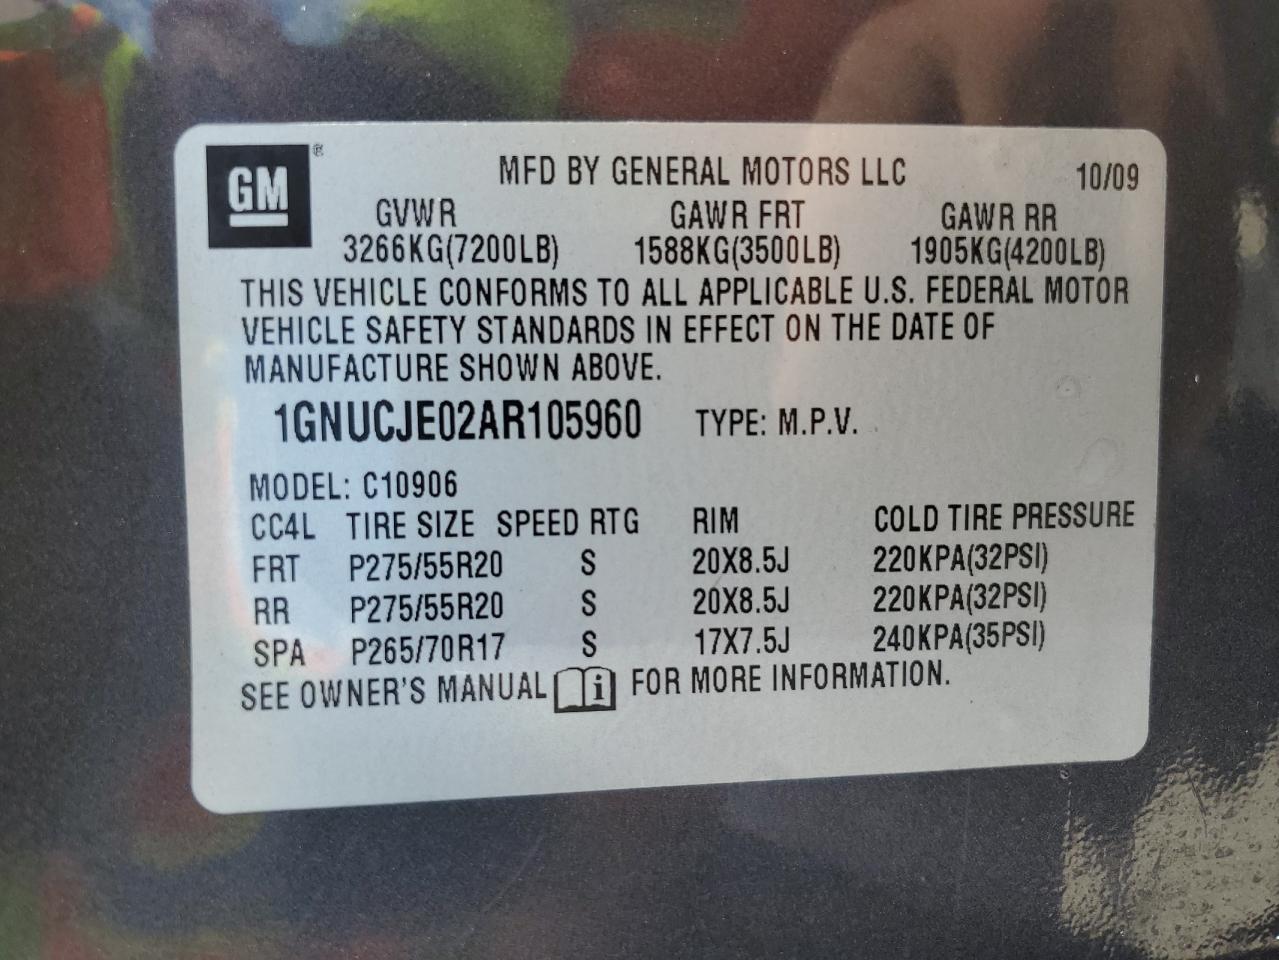 GM ®
MFD BY GENERAL MOTORS LLC 10/09
GVWR GAWR FRT GAWR RR
3266KG(7200LB) 1588KG(3500LB) 1905KG(4200LB)
THIS VEHICLE CONFORMS TO ALL APPLICABLE U.S. FEDERAL MOTOR
VEHICLE SAFETY STANDARDS IN EFFECT ON THE DATE OF
MANUFACTURE SHOWN ABOVE.
1GNUCJE02AR105960 TYPE: M.P.V.
MODEL: C10906
CC4L TIRE SIZE SPEED RTG RIM COLD TIRE PRESSURE
FRT P275/55R20 S 20X8.5J 220KPA(32PSI)
RR P275/55R20 S 20X8.5J 220KPA(32PSI)
SPA P265/70R17 S 17X7.5J 240KPA(35PSI)
SEE OWNER'S MANUAL i FOR MORE INFORMATION.